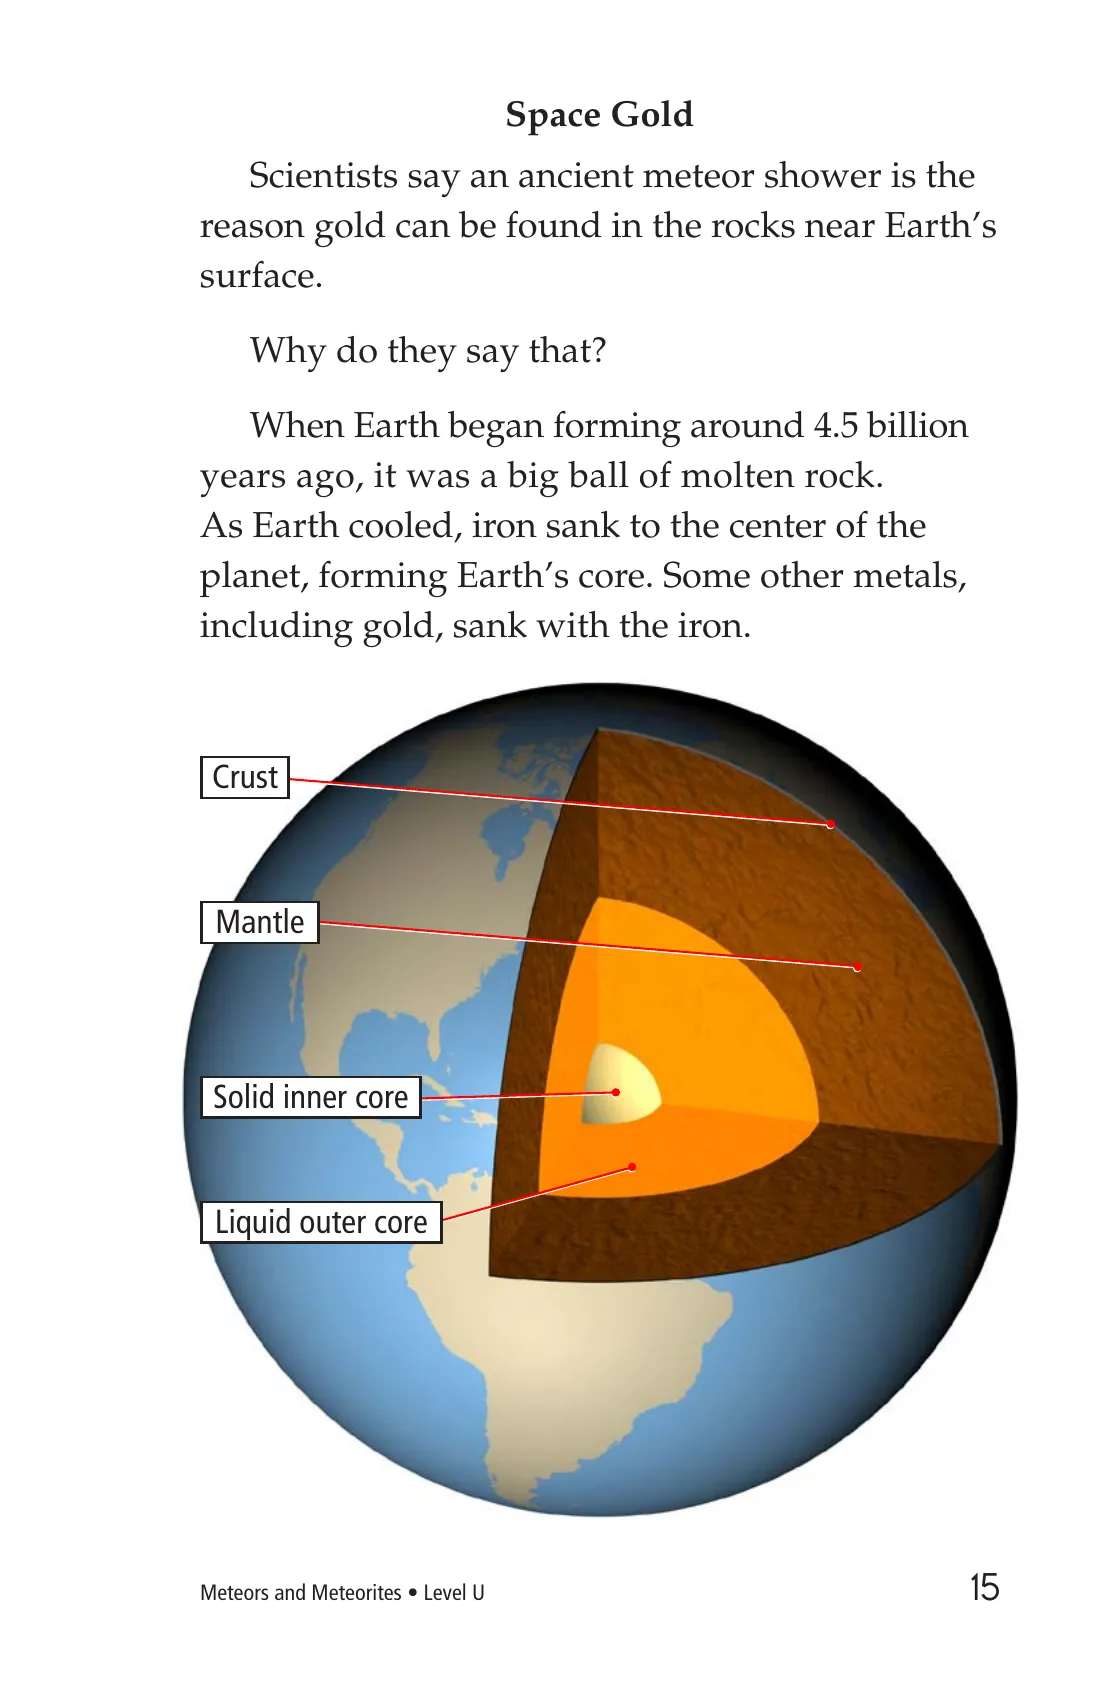 Space Gold
Scientists say an ancient meteor shower is the
reason gold can be found in the rocks near Earth’s
surface.
Why do they say that?
When Earth began forming around 4.5 billion
years ago, it was a big ball of molten rock.
As Earth cooled, iron sank to the center of the
planet, forming Earth’s core. Some other metals,
including gold, sank with the iron.
Crust
Mantle
Solid inner core
Liquid outer core
Meteors and Meteorites • Level U
15